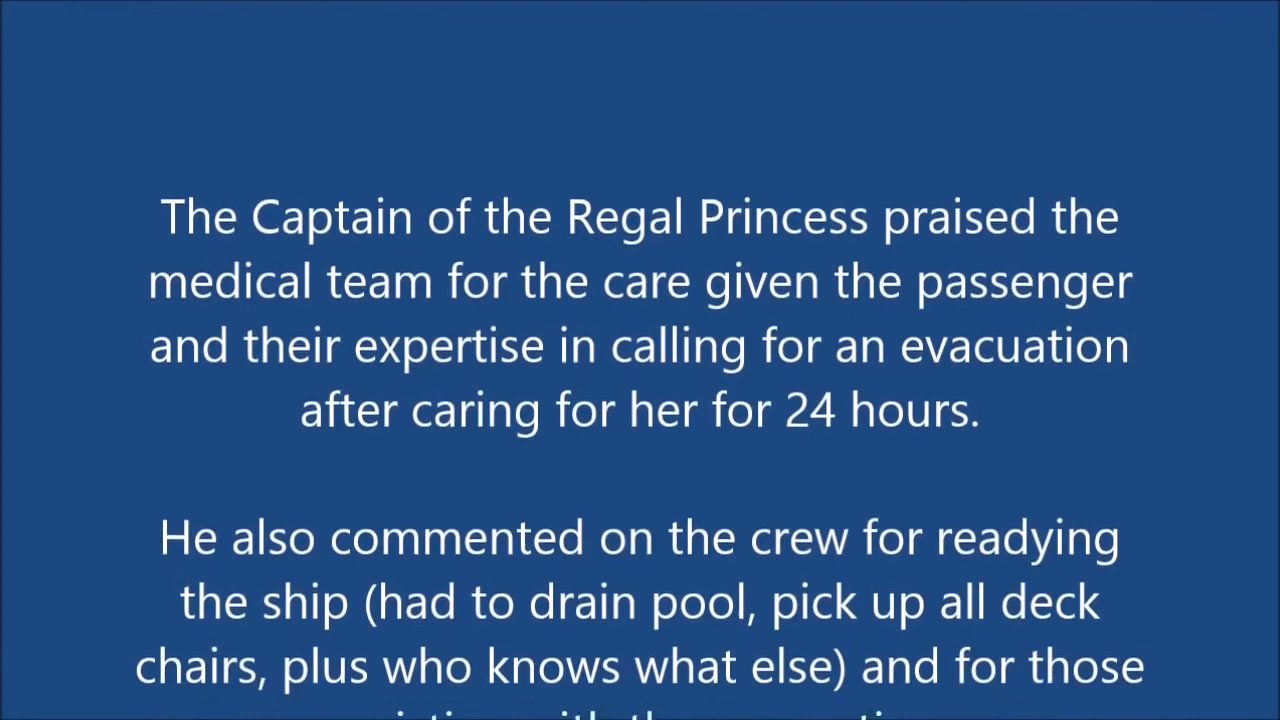 The Captain of the Regal Princess praised the
medical team for the care given the passenger
and their expertise in calling for an evacuation
after caring for her for 24 hours.
He also commented on the crew for readying
the ship (had to drain pool, pick up all deck
chairs, plus who knows what else) and for those